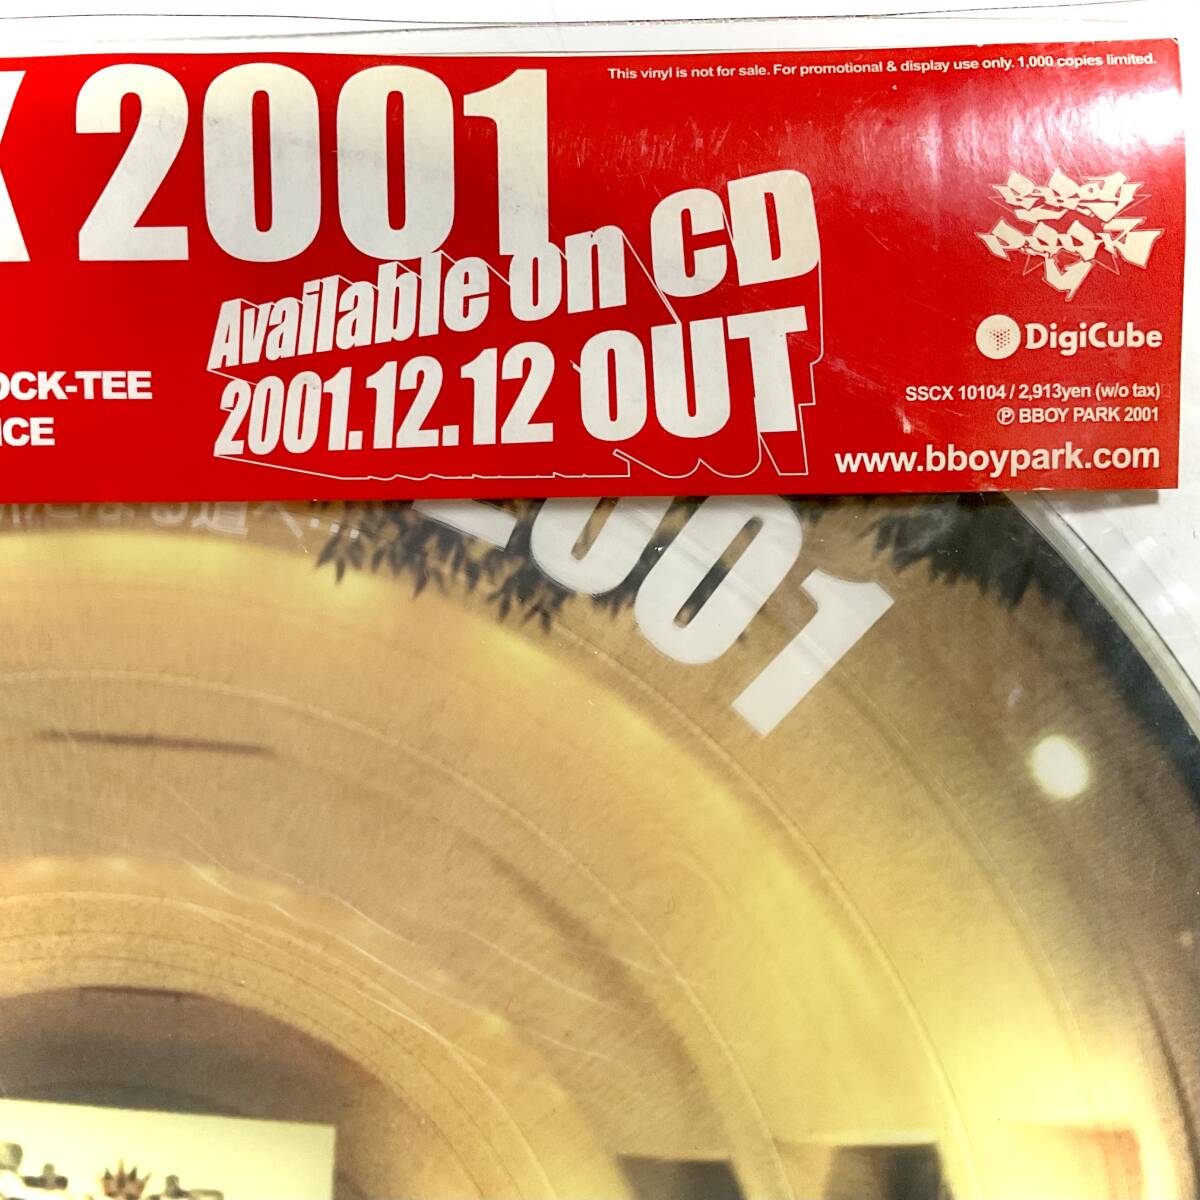 This vinyl is not for sale. For promotional & display use only. 1,000 copies limited.
X 2001
Available on CD
2001.12.12 OUT
OCK-TEE
ICE
BBOY
PARK
DigiCube
SSCX 10104 / 2,913yen (w/o tax)
Ⓟ BBOY PARK 2001
www.bboypark.com
2001